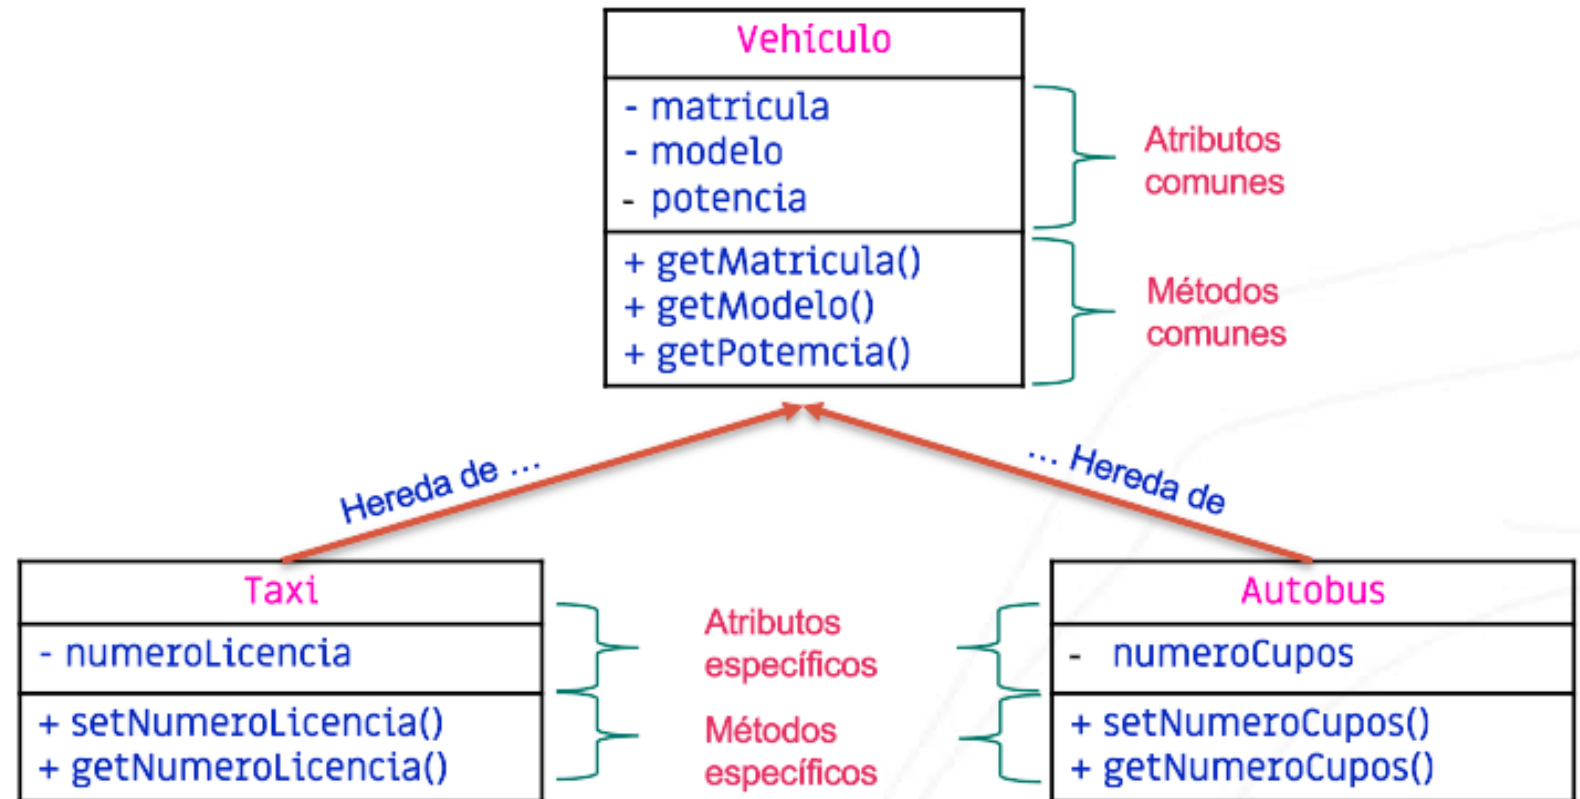 Vehículo
- matricula
- modelo
- potencia
Atributos
comunes
+ getMatricula()
+ getModelo()
+ getPotemcia()
Métodos
comunes
Hereda de ...
... Hereda de
Taxi
- numeroLicencia
+ setNumeroLicencia()
+ getNumeroLicencia()
Atributos
específicos
Métodos
específicos
Autobus
- numeroCupos
+ setNumeroCupos()
+ getNumeroCupos()